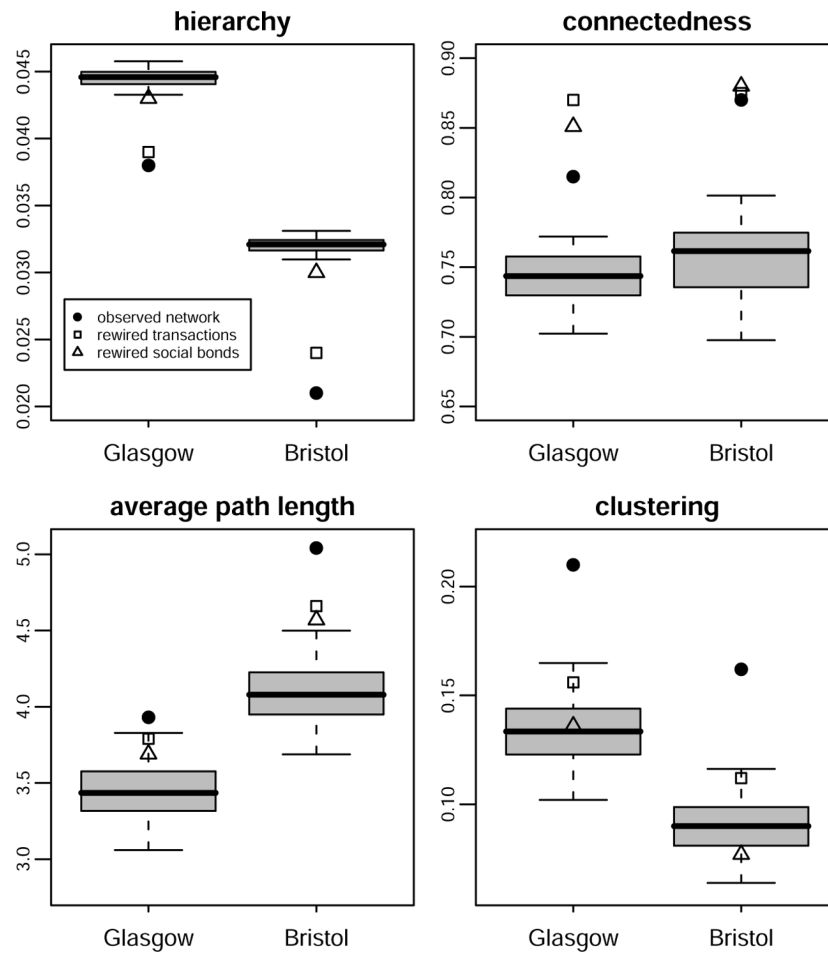 hierarchy
0.045
0.040
0.035
0.030
0.025
0.020
observed network
rewired transactions
rewired social bonds
Glasgow Bristol
connectedness
0.90
0.85
0.80
0.75
0.70
0.65
Glasgow Bristol
average path length
5.0
4.5
4.0
3.5
3.0
Glasgow Bristol
clustering
0.20
0.15
0.10
Glasgow Bristol